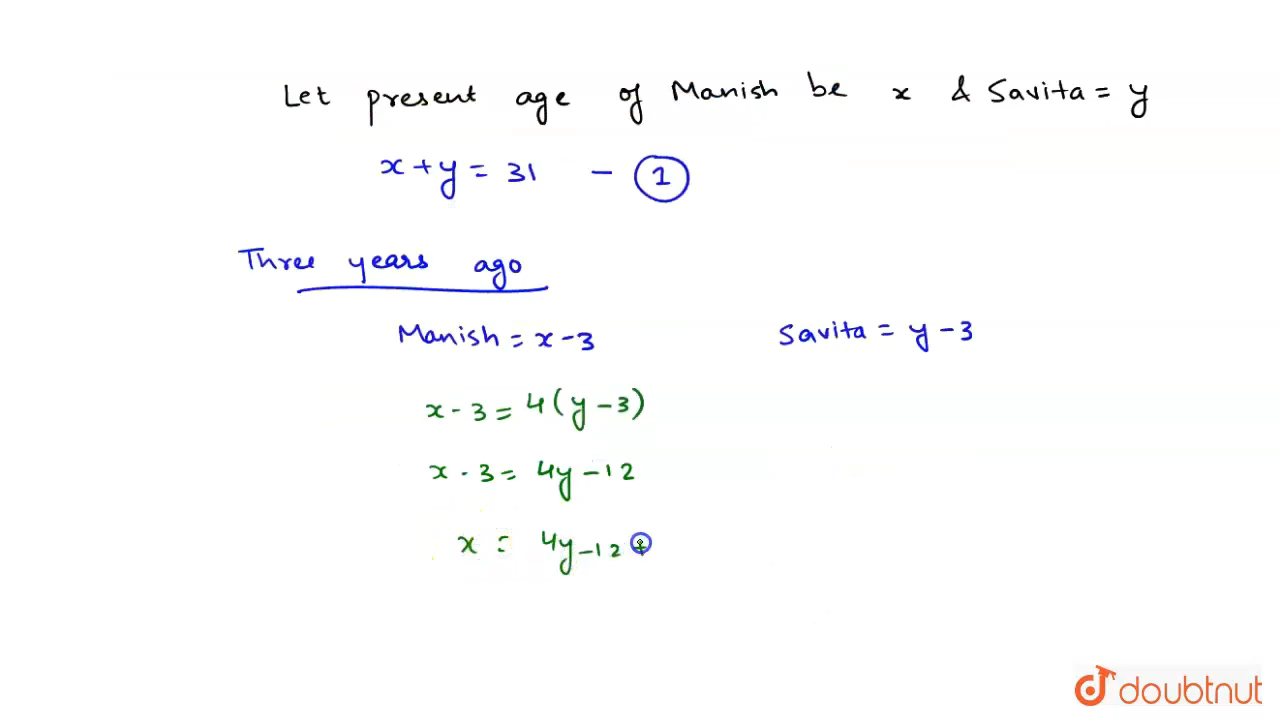 Let present age of Manish be x & Savita = y
x + y = 31 - 1
Three years ago
Manish = x - 3 Savita = y - 3
x - 3 = 4(y - 3)
x - 3 = 4y - 12
x = 4y - 12 +
doubtnut